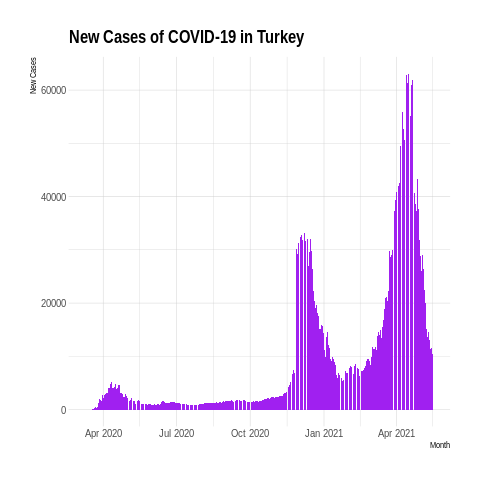 New Cases of COVID-19 in Turkey
New Cases
60000
40000
20000
0
Apr 2020 Jul 2020 Oct 2020 Jan 2021 Apr 2021
Month